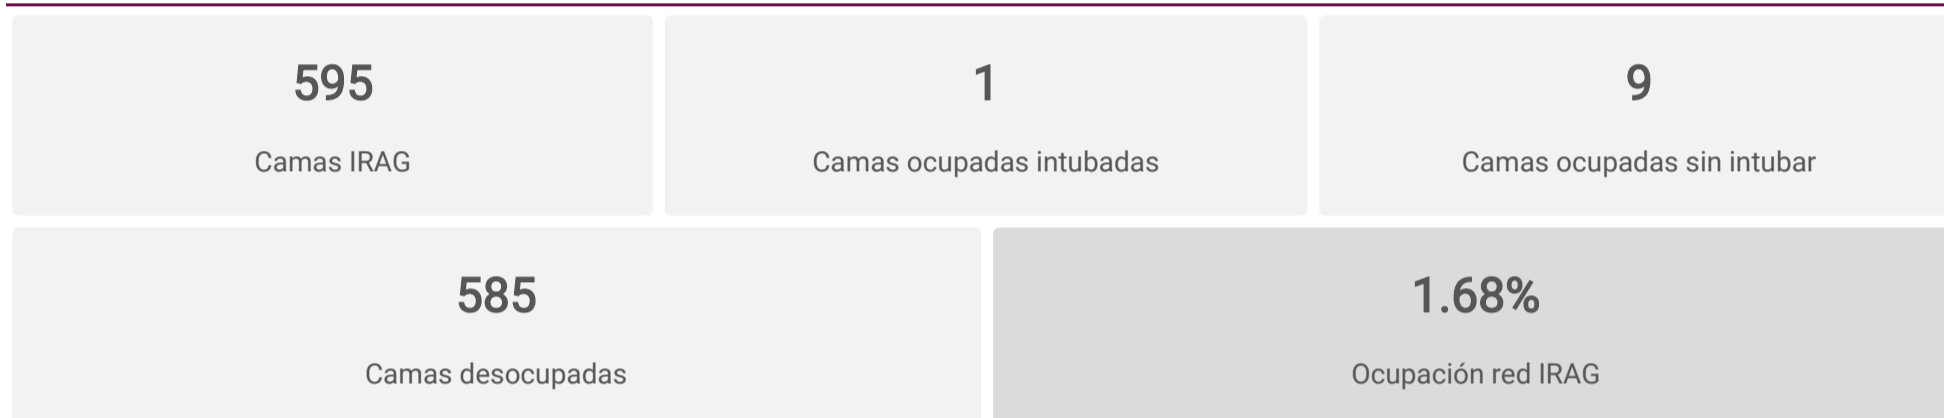 595
Camas IRAG
1
Camas ocupadas intubadas
9
Camas ocupadas sin intubar
585
Camas desocupadas
1.68%
Ocupación red IRAG